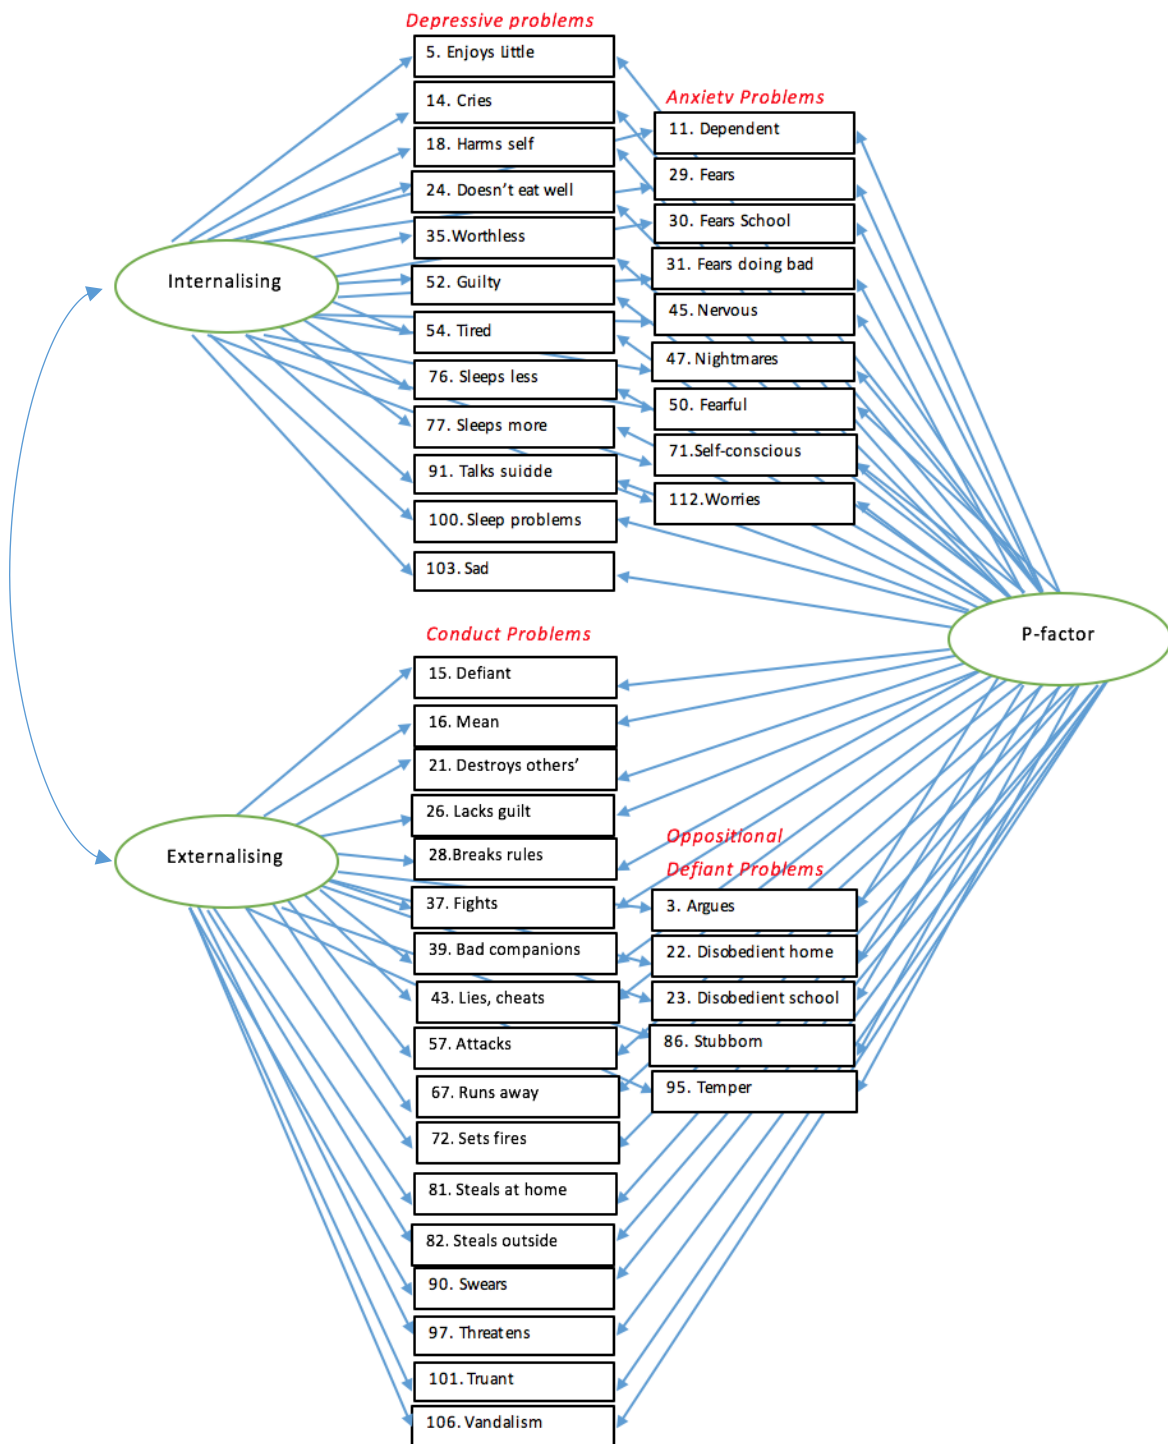 Depressive problems
5. Enjoys little
14. Cries
18. Harms self
24. Doesn't eat well
35.Worthless
52. Guilty
54. Tired
76. Sleeps less
77. Sleeps more
91. Talks suicide
100. Sleep problems
103. Sad
Anxiety Problems
11. Dependent
29. Fears
30. Fears School
31. Fears doing bad
45. Nervous
47. Nightmares
50. Fearful
71.Self-conscious
112.Worries
Internalising
P-factor
Externalising
Conduct Problems
15. Defiant
16. Mean
21. Destroys others'
26. Lacks guilt
28.Breaks rules
37. Fights
39. Bad companions
43. Lies, cheats
57. Attacks
67. Runs away
72. Sets fires
81. Steals at home
82. Steals outside
90. Swears
97. Threatens
101. Truant
106. Vandalism
Oppositional
Defiant Problems
3. Argues
22. Disobedient home
23. Disobedient school
86. Stubborn
95. Temper